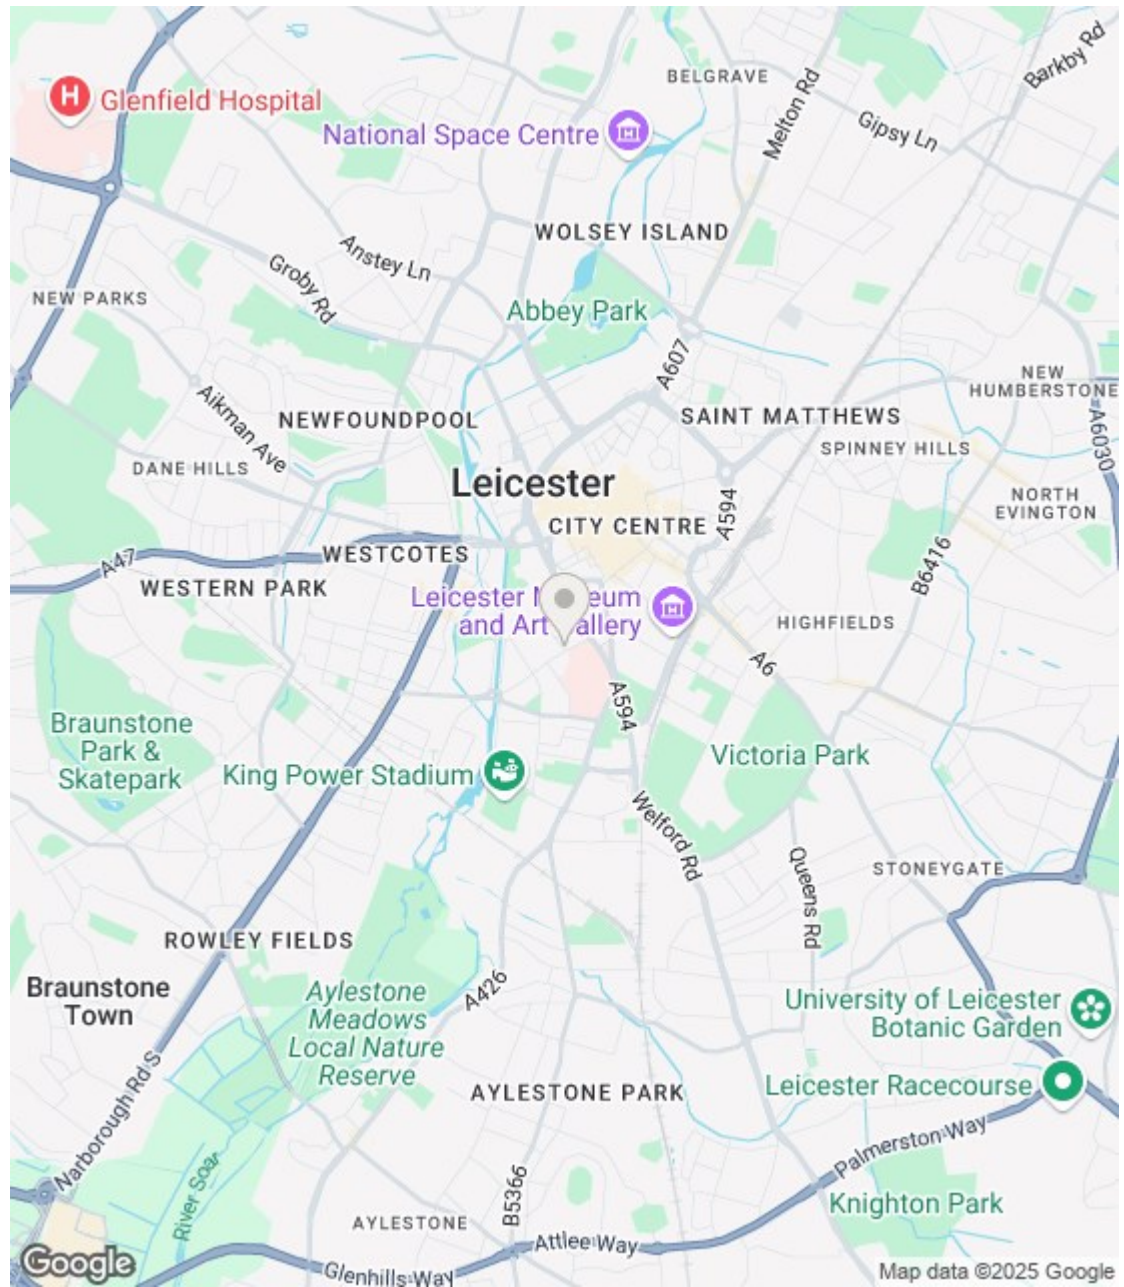 BELGRAVE
Barkby Rd
H
Glenfield Hospital
Melton Rd
National Space Centre
Gipsy Ln
WOLSEY ISLAND
Anstey Ln
Groby Rd
NEW PARKS
Abbey Park
A607
NEW
HUMBERSTONE
Aikman Ave
NEWFOUNDPOOL
SAINT MATTHEWS
A6030
SPINNEY HILLS
DANE HILLS
Leicester
NORTH
EVINGTON
A594
CITY CENTRE
WESTCOTES
A47
B6416
WESTERN PARK
Leicester M eum
and Art allery
HIGHFIELDS
A6
A594
Braunstone
Park &
Skatepark
Victoria Park
King Power Stadium
Welford Rd
Queens Rd
STONEYGATE
ROWLEY FIELDS
Braunstone
Town
A426
Aylestone
Meadows
Local Nature
Reserve
University of Leicester
Botanic Garden
Leicester Racecourse
AYLESTONE PARK
Narborough Rd S
Palmerston Way
River Soar
B5366
Knighton Park
AYLESTONE
Attlee Way
Glenhills Way
Google
Map data ©2025 Google